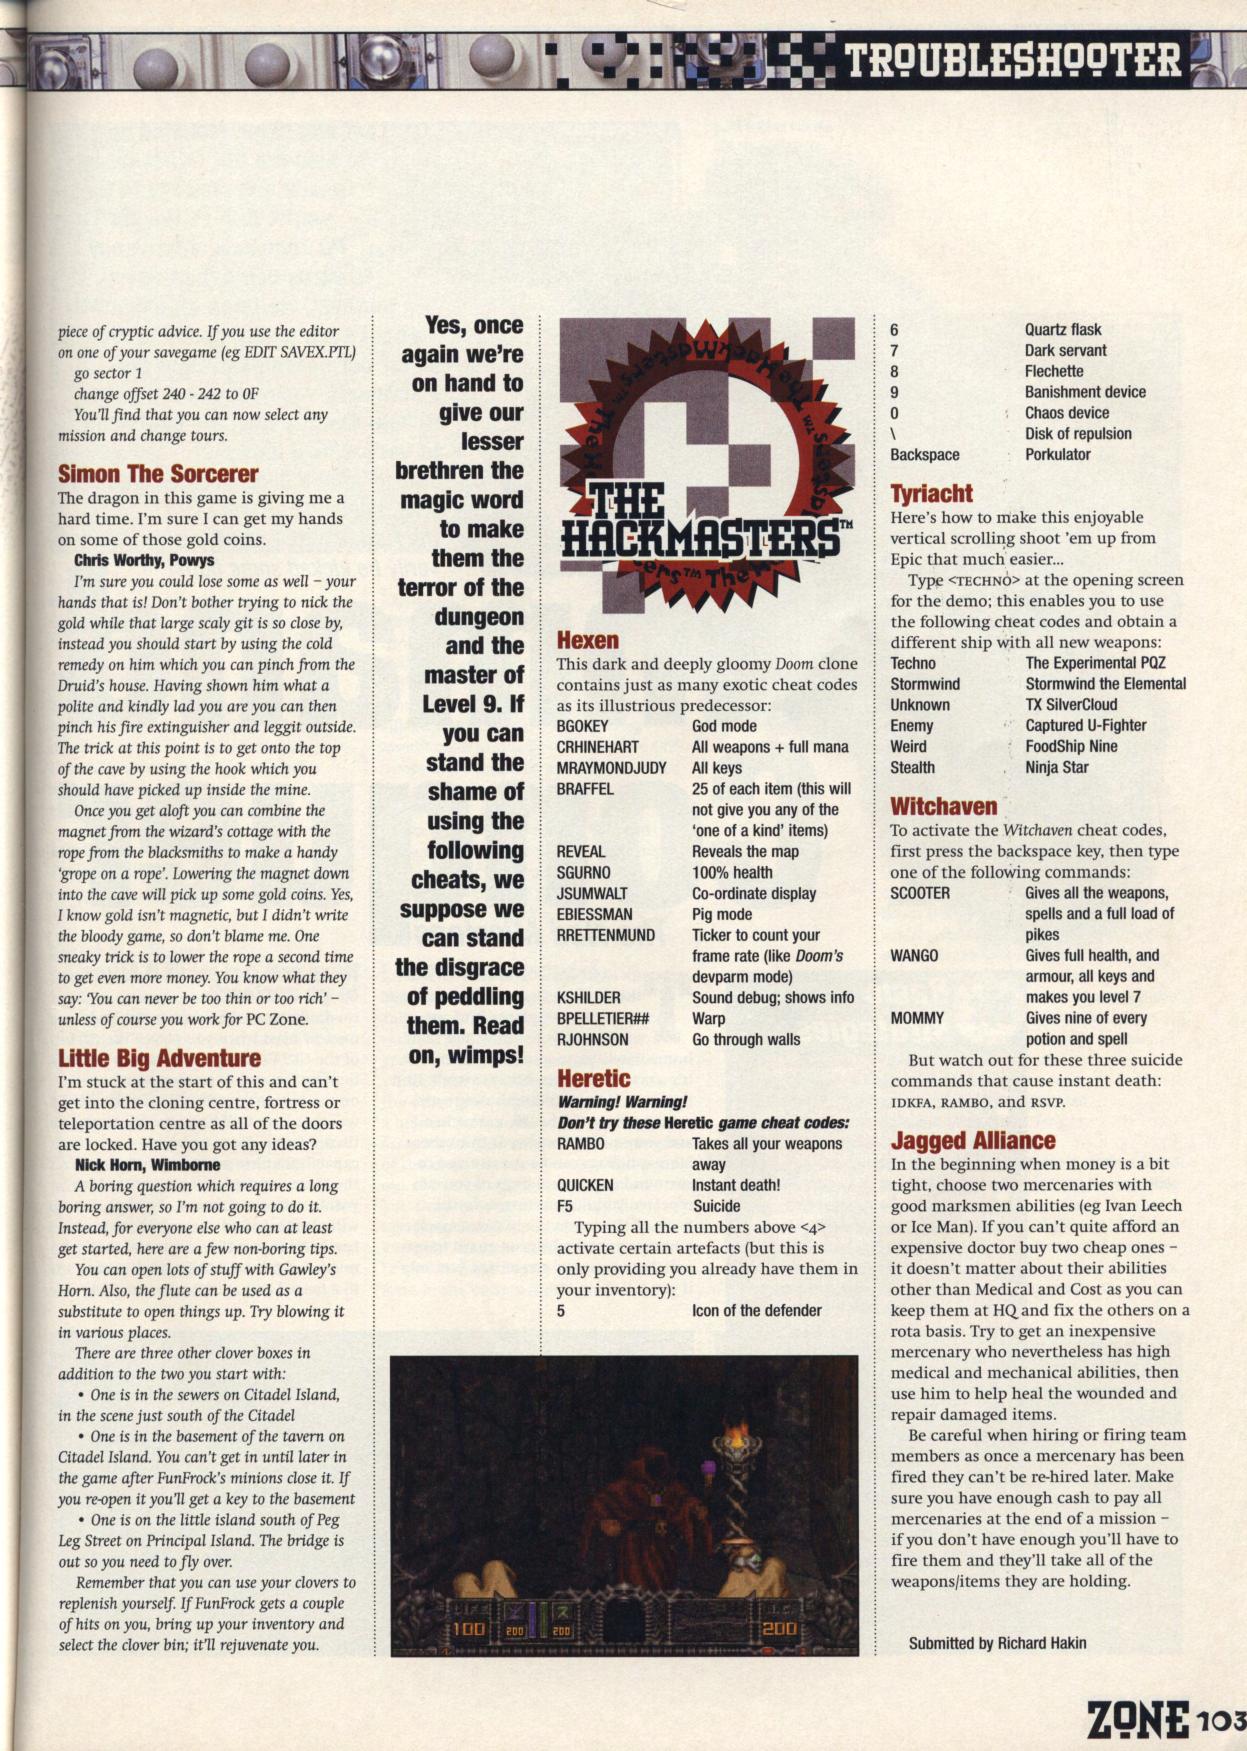 TROUBLESHOOTER
piece of cryptic advice. If you use the editor
on one of your savegame (eg EDIT SAVEX.PTL)
go sector 1
change offset 240 - 242 to 0F
You'll find that you can now select any
mission and change tours.
Simon The Sorcerer
The dragon in this game is giving me a
hard time. I'm sure I can get my hands
on some of those gold coins.
Chris Worthy, Powys
I'm sure you could lose some as well – your
hands that is! Don't bother trying to nick the
gold while that large scaly git is so close by,
instead you should start by using the cold
remedy on him which you can pinch from the
Druid's house. Having shown him what a
polite and kindly lad you are you can then
pinch his fire extinguisher and leggit outside.
The trick at this point is to get onto the top
of the cave by using the hook which you
should have picked up inside the mine.
Once you get aloft you can combine the
magnet from the wizard's cottage with the
rope from the blacksmiths to make a handy
'grope on a rope'. Lowering the magnet down
into the cave will pick up some gold coins. Yes,
I know gold isn't magnetic, but I didn't write
the bloody game, so don't blame me. One
sneaky trick is to lower the rope a second time
to get even more money. You know what they
say: 'You can never be too thin or too rich' –
unless of course you work for PC Zone.
Little Big Adventure
I'm stuck at the start of this and can't
get into the cloning centre, fortress or
teleportation centre as all of the doors
are locked. Have you got any ideas?
Nick Horn, Wimborne
A boring question which requires a long
boring answer, so I'm not going to do it.
Instead, for everyone else who can at least
get started, here are a few non-boring tips.
You can open lots of stuff with Gawley's
Horn. Also, the flute can be used as a
substitute to open things up. Try blowing it
in various places.
There are three other clover boxes in
addition to the two you start with:
• One is in the sewers on Citadel Island,
in the scene just south of the Citadel
• One is in the basement of the tavern on
Citadel Island. You can't get in until later in
the game after FunFrock's minions close it. If
you re-open it you'll get a key to the basement
• One is on the little island south of Peg
Leg Street on Principal Island. The bridge is
out so you need to fly over.
Remember that you can use your clovers to
replenish yourself. If FunFrock gets a couple
of hits on you, bring up your inventory and
select the clover bin; it'll rejuvenate you.
Yes, once
again we're
on hand to
give our
lesser
brethren the
magic word
to make
them the
terror of the
dungeon
and the
master of
Level 9. If
you can
stand the
shame of
using the
following
cheats, we
suppose we
can stand
the disgrace
of peddling
them. Read
on, wimps!
THE
HACKMASTERS™
Hexen
This dark and deeply gloomy Doom clone
contains just as many exotic cheat codes
as its illustrious predecessor:
BGOKEY God mode
CRHINEHART All weapons + full mana
MRAYMONDJUDY All keys
BRAFFEL 25 of each item (this will
not give you any of the
'one of a kind' items)
REVEAL Reveals the map
SGURNO 100% health
JSUMWALT Co-ordinate display
EBIESSMAN Pig mode
RRETTENMUND Ticker to count your
frame rate (like Doom's
devparm mode)
KSHILDER Sound debug; shows info
BPELLETIER## Warp
RJOHNSON Go through walls
Heretic
Warning! Warning!
Don't try these Heretic game cheat codes:
RAMBO Takes all your weapons
away
QUICKEN Instant death!
F5 Suicide
Typing all the numbers above <4>
activate certain artefacts (but this is
only providing you already have them in
your inventory):
5 Icon of the defender
100 200 200 200
6 Quartz flask
7 Dark servant
8 Flechette
9 Banishment device
0 Chaos device
\ Disk of repulsion
Backspace Porkulator
Tyriacht
Here's how to make this enjoyable
vertical scrolling shoot 'em up from
Epic that much easier...
Type <TECHNO> at the opening screen
for the demo; this enables you to use
the following cheat codes and obtain a
different ship with all new weapons:
Techno The Experimental PQZ
Stormwind Stormwind the Elemental
Unknown TX SilverCloud
Enemy Captured U-Fighter
Weird FoodShip Nine
Stealth Ninja Star
Witchaven
To activate the Witchaven cheat codes,
first press the backspace key, then type
one of the following commands:
SCOOTER Gives all the weapons,
spells and a full load of
pikes
WANGO Gives full health, and
armour, all keys and
makes you level 7
MOMMY Gives nine of every
potion and spell
But watch out for these three suicide
commands that cause instant death:
IDKFA, RAMBO, and RSVP.
Jagged Alliance
In the beginning when money is a bit
tight, choose two mercenaries with
good marksmen abilities (eg Ivan Leech
or Ice Man). If you can't quite afford an
expensive doctor buy two cheap ones –
it doesn't matter about their abilities
other than Medical and Cost as you can
keep them at HQ and fix the others on a
rota basis. Try to get an inexpensive
mercenary who nevertheless has high
medical and mechanical abilities, then
use him to help heal the wounded and
repair damaged items.
Be careful when hiring or firing team
members as once a mercenary has been
fired they can't be re-hired later. Make
sure you have enough cash to pay all
mercenaries at the end of a mission –
if you don't have enough you'll have to
fire them and they'll take all of the
weapons/items they are holding.
Submitted by Richard Hakin
ZONE 103